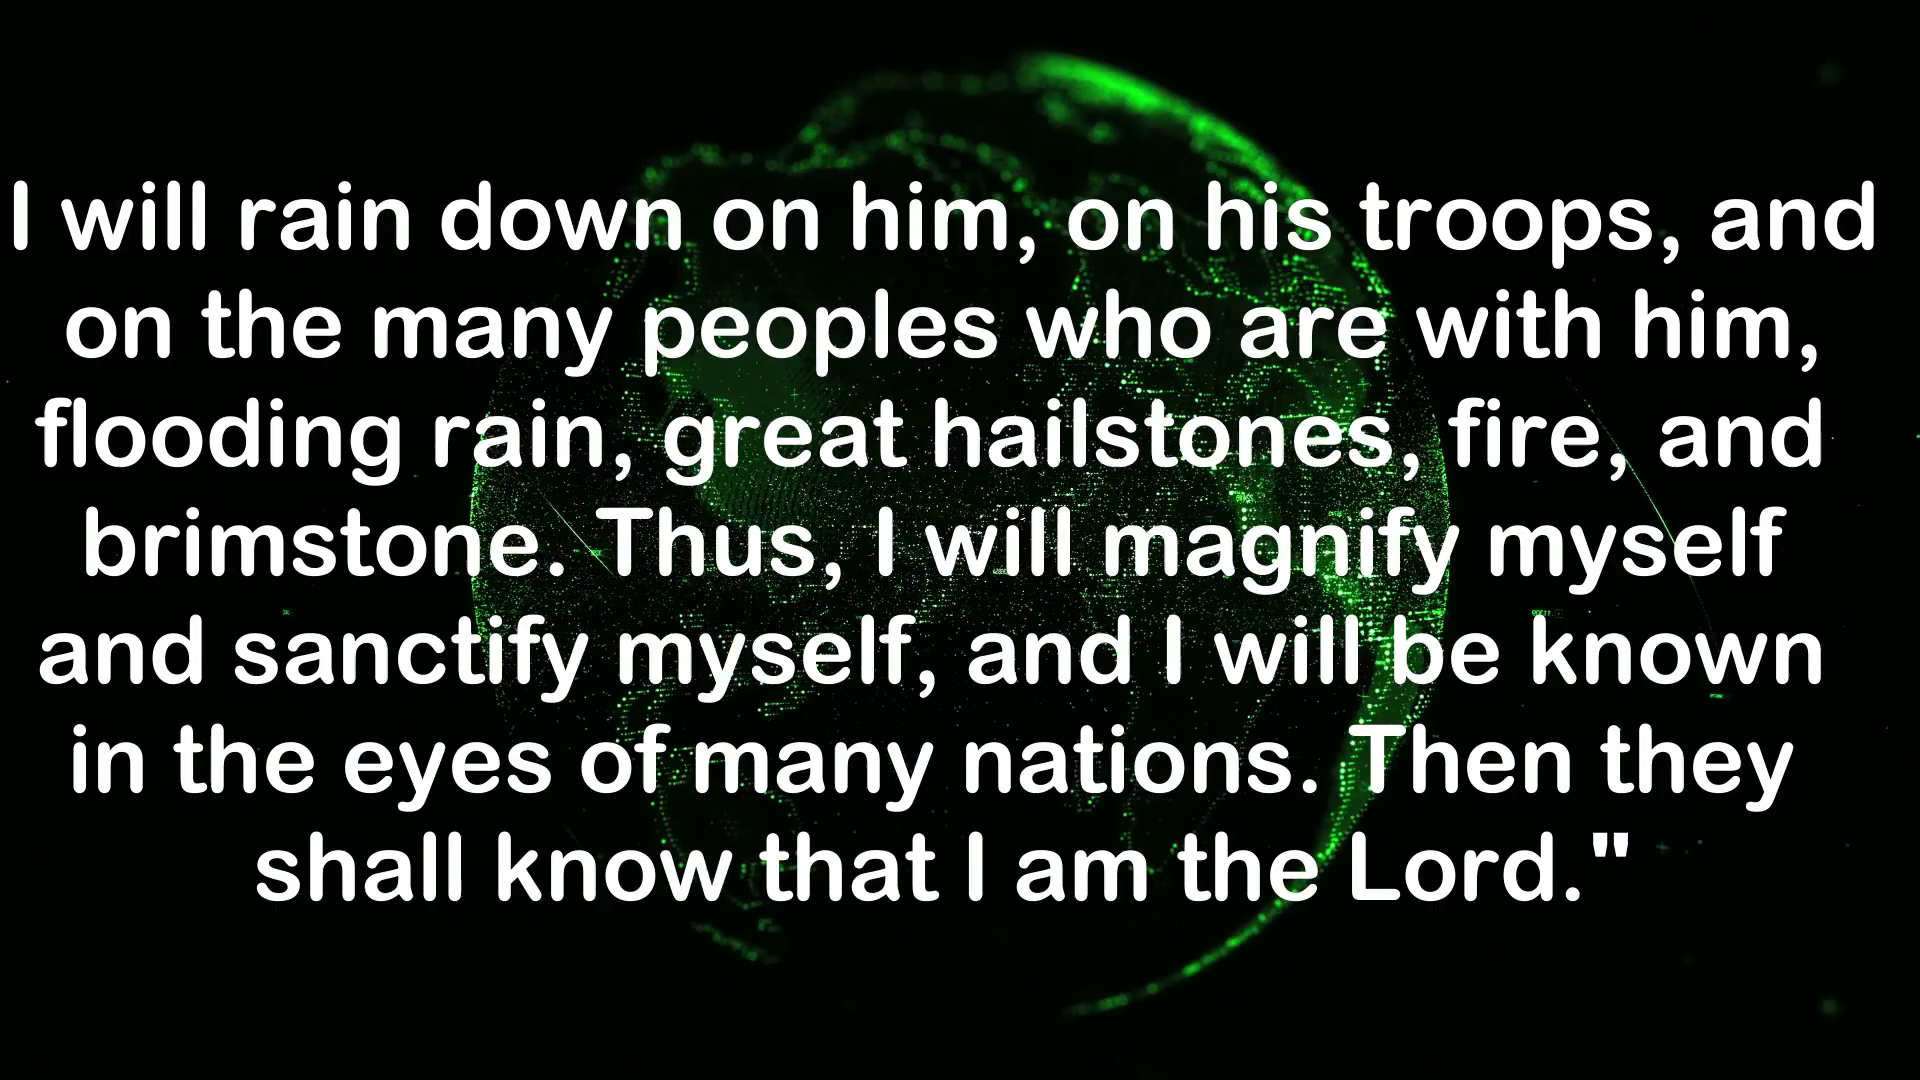 I will rain down on him, on his troops, and
on the many peoples who are with him,
flooding rain, great hailstones, fire, and
brimstone. Thus, I will magnify myself
and sanctify myself, and I will be known
in the eyes of many nations. Then they
shall know that I am the Lord."